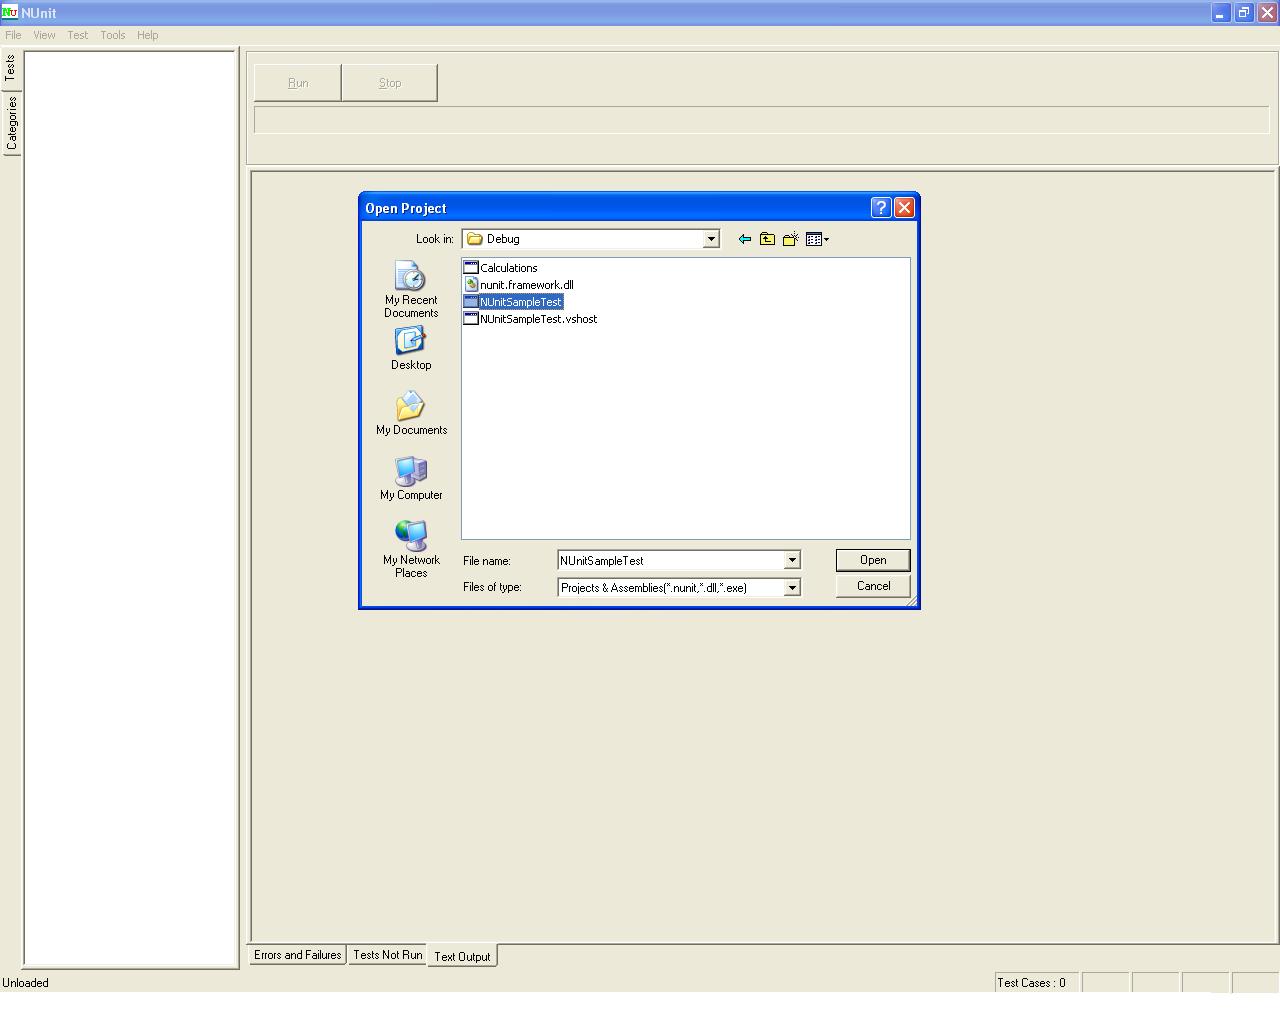 NUnit
File View Test Tools Help
Tests
Categories
Run Stop
Open Project
Look in: Debug
My Recent
Documents
Desktop
My Documents
My Computer
My Network
Places
Calculations
nunit.framework.dll
NUnitSampleTest
NUnitSampleTest.vshost
File name: NUnitSampleTest Open
Files of type: Projects & Assemblies(*.nunit,*.dll,*.exe) Cancel
Errors and Failures Tests Not Run Text Output
Unloaded Test Cases : 0